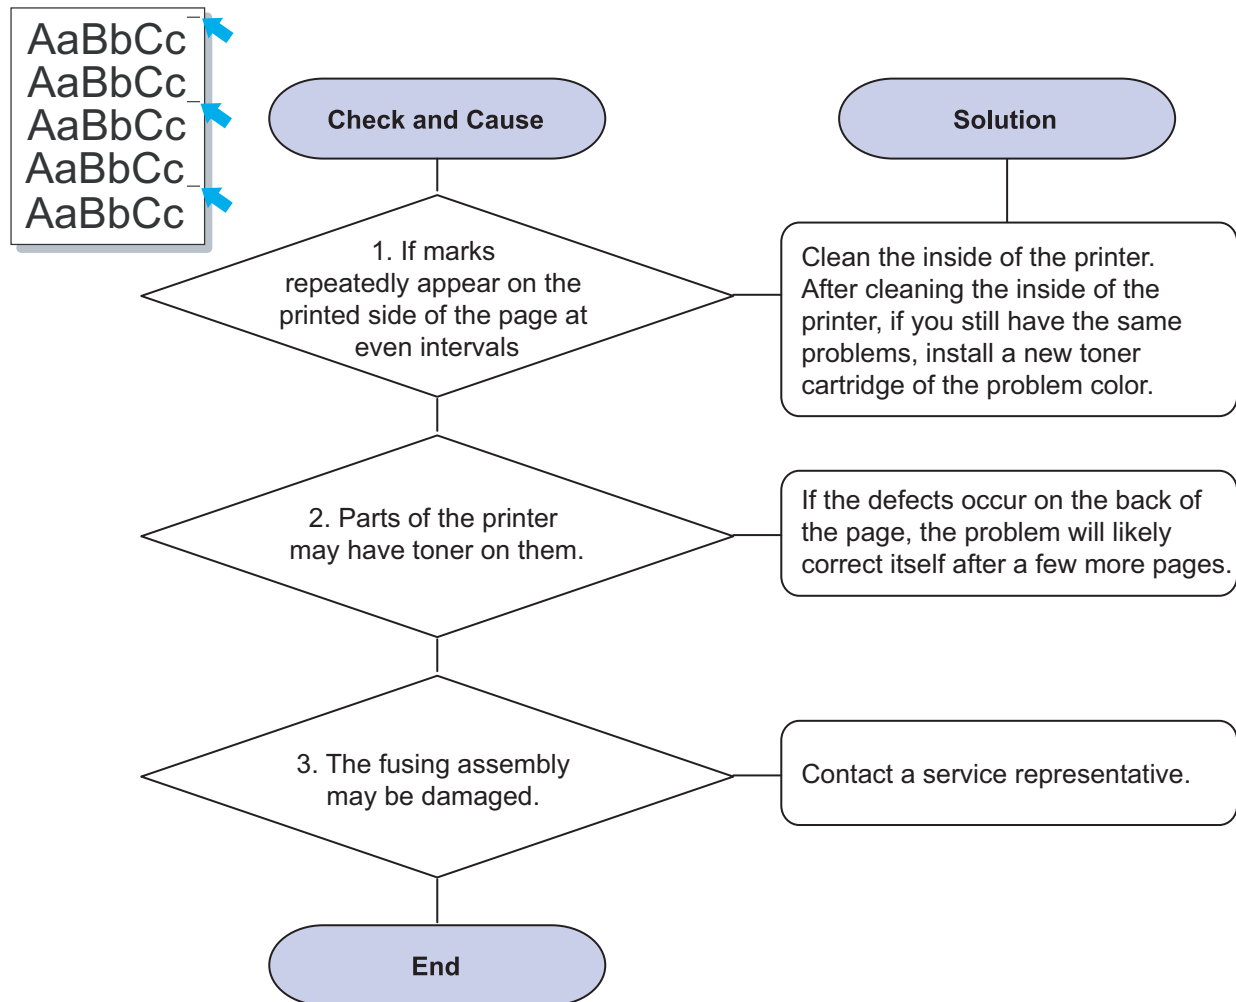 AaBbCc
AaBbCc
AaBbCc
AaBbCc
AaBbCc
Check and Cause
Solution
1. If marks
repeatedly appear on the
printed side of the page at
even intervals
Clean the inside of the printer.
After cleaning the inside of the
printer, if you still have the same
problems, install a new toner
cartridge of the problem color.
2. Parts of the printer
may have toner on them.
If the defects occur on the back of
the page, the problem will likely
correct itself after a few more pages.
3. The fusing assembly
may be damaged.
Contact a service representative.
End